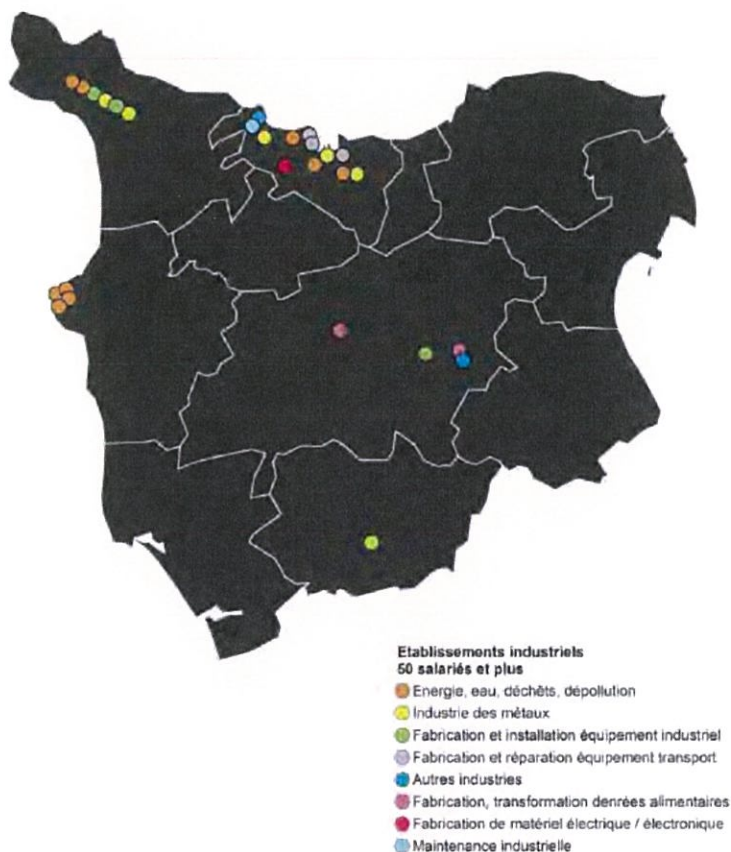 Etablissements industriels
50 salariés et plus
Energie, eau, déchêts, dépollution
Industrie des métaux
Fabrication et installation équipement industriel
Fabrication et réparation équipement transport
Autres industries
Fabrication, transformation denrées alimentaires
Fabrication de matériel électrique / électronique
Maintenance industrielle